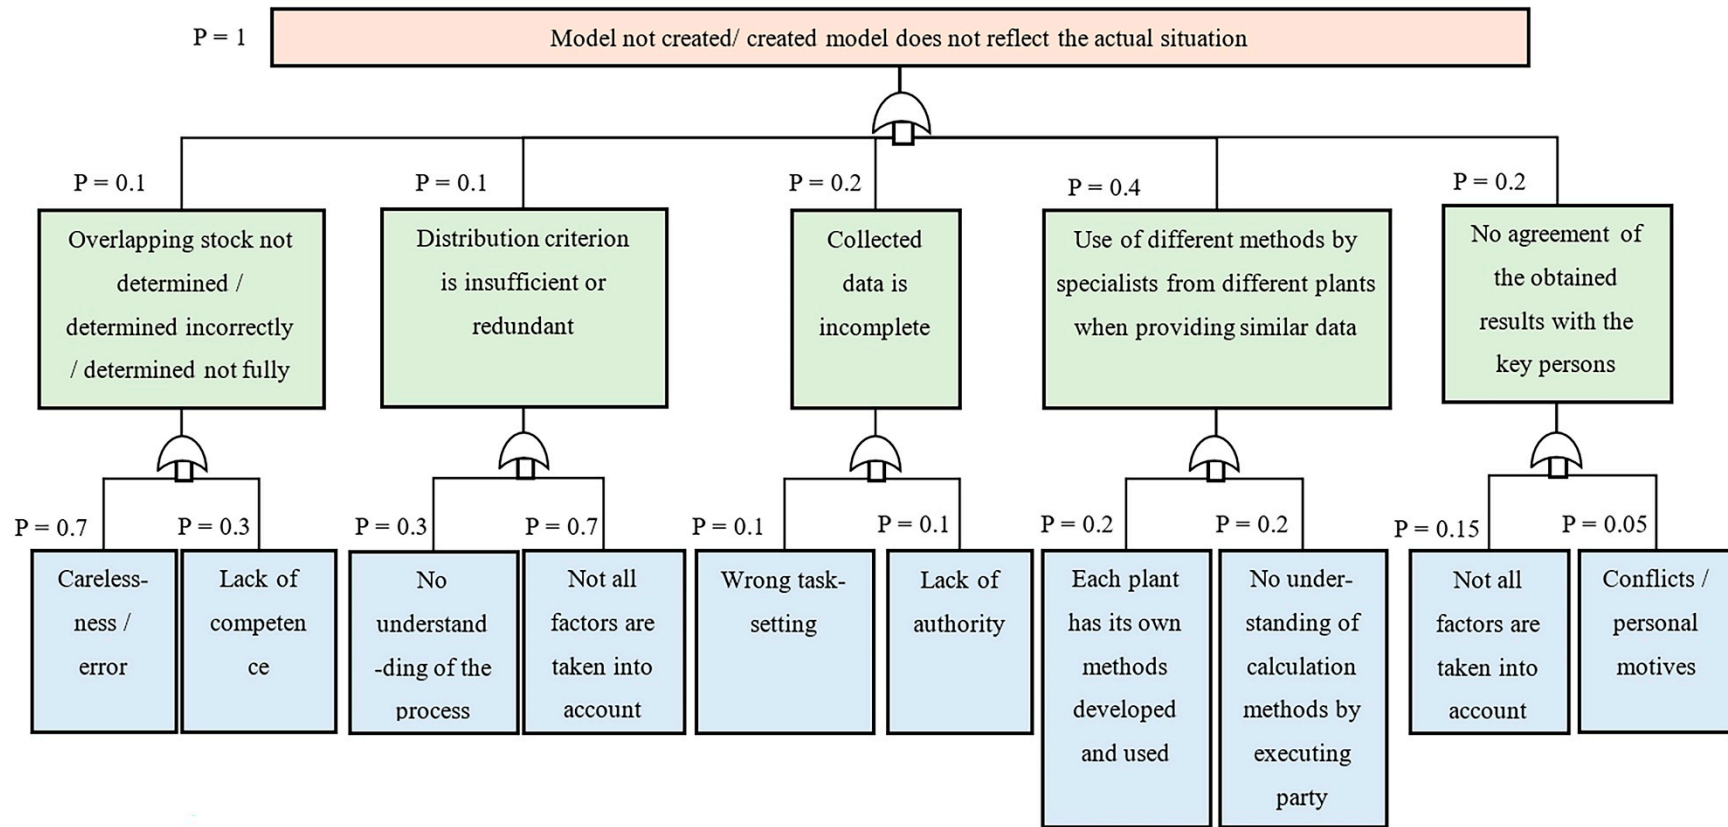 P = 1
Model not created/ created model does not reflect the actual situation
P = 0.1
Overlapping stock not
determined /
determined incorrectly
/ determined not fully
P = 0.1
Distribution criterion
is insufficient or
redundant
P = 0.2
Collected
data is
incomplete
P = 0.4
Use of different methods by
specialists from different plants
when providing similar data
P = 0.2
No agreement of
the obtained
results with the
key persons
P = 0.7
Careless-
ness /
error
P = 0.3
Lack of
competen
ce
P = 0.3
No
understand
-ding of the
process
P = 0.7
Not all
factors are
taken into
account
P = 0.1
Wrong task-
setting
P = 0.1
Lack of
authority
P = 0.2
Each plant
has its own
methods
developed
and used
P = 0.2
No under-
standing of
calculation
methods by
executing
party
P = 0.15
Not all
factors are
taken into
account
P = 0.05
Conflicts /
personal
motives